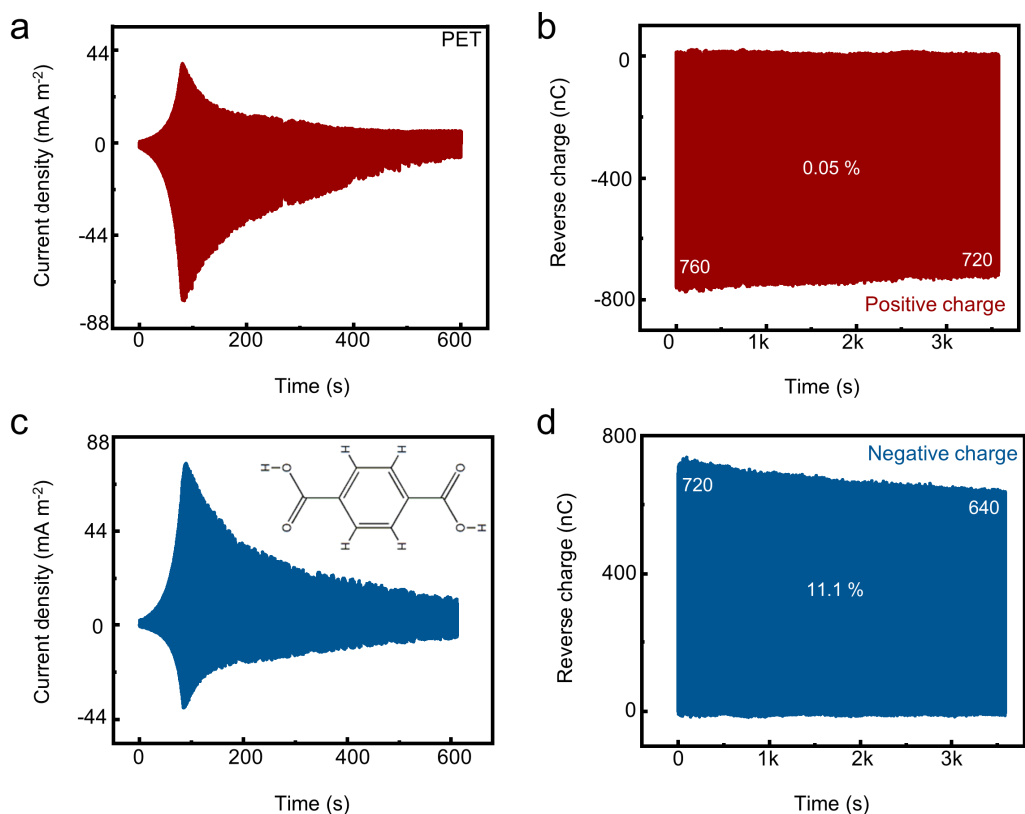 a
PET
Current density (mA m⁻²)
44
0
-44
-88
0 200 400 600
Time (s)
b
Reverse charge (nC)
0
-400
-800
0.05 %
760
720
Positive charge
0 1k 2k 3k
Time (s)
c
Current density (mA m⁻²)
88
44
0
-44
H O O
O O H
H H
H H
0 200 400 600
Time (s)
d
Reverse charge (nC)
800
400
0
Negative charge
720
640
11.1 %
0 1k 2k 3k
Time (s)